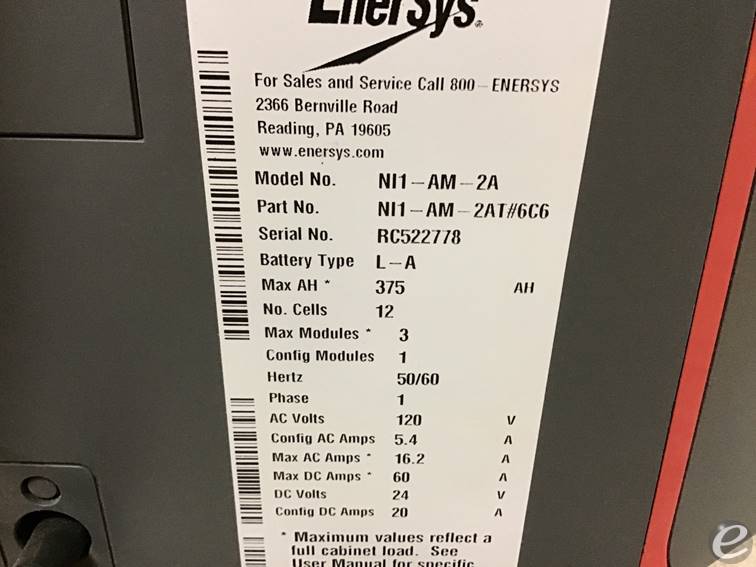 EnerSys®
For Sales and Service Call 800 - ENERSYS
2366 Bernville Road
Reading, PA 19605
www.enersys.com
Model No. NI1-AM-2A
Part No. NI1-AM-2AT#6C6
Serial No. RC522778
Battery Type L-A
Max AH * 375 AH
No. Cells 12
Max Modules * 3
Config Modules 1
Hertz 50/60
Phase 1
AC Volts 120 V
Config AC Amps 5.4 A
Max AC Amps * 16.2 A
Max DC Amps * 60 A
DC Volts 24 V
Config DC Amps 20 A
* Maximum values reflect a
full cabinet load. See
User Manual for specific
e